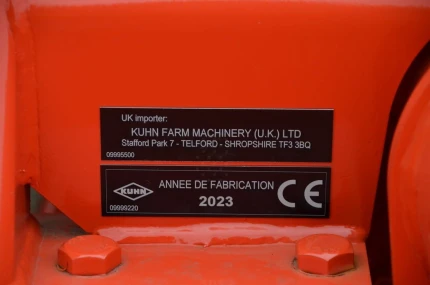 UK importer:
KUHN FARM MACHINERY (U.K.) LTD
Stafford Park 7 - TELFORD - SHROPSHIRE TF3 3BQ
09995500
KUHN
ANNEE DE FABRICATION
2023
CE
09999220